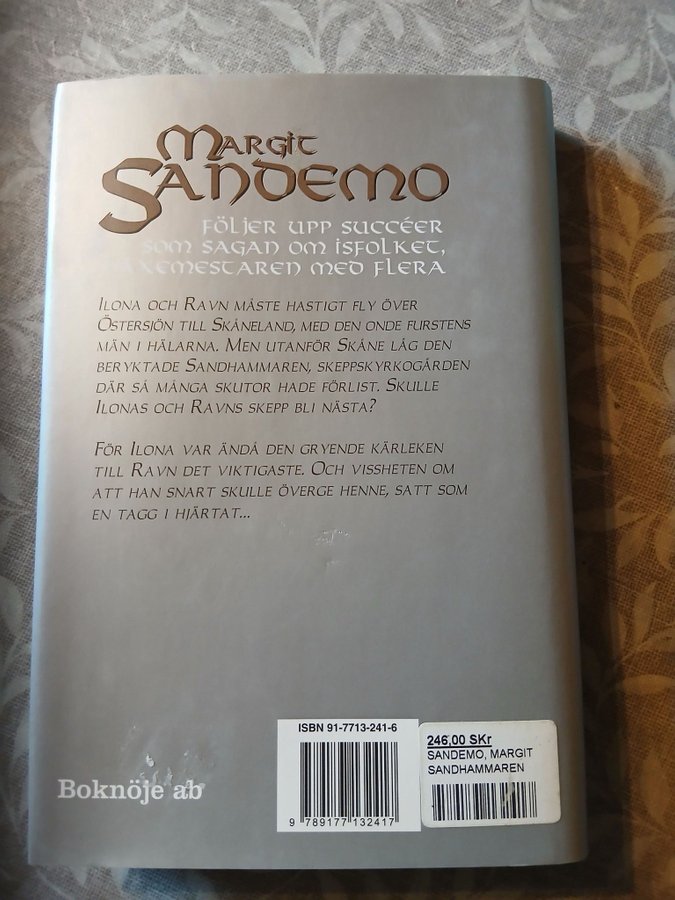 Margit
Sandemo
följer upp succéer
som sagan om isfolket,
häxmestaren med flera
Ilona och Ravn måste hastigt fly över
Östersjön till Skåneland, med den onde furstens
män i hälarna. Men utanför Skåne låg den
beryktade Sandhammaren, skeppskyrkogården
där så många skutor hade förlist. Skulle
Ilonas och Ravns skepp bli nästa?
För Ilona var ändå den gryende kärleken
till Ravn det viktigaste. Och vissheten om
att han snart skulle överge henne, satt som
en tagg i hjärtat...
ISBN 91-7713-241-6
246,00 SKr
SANDEMO, MARGIT
SANDHAMMAREN
Boknöje ab
9 789177 132417